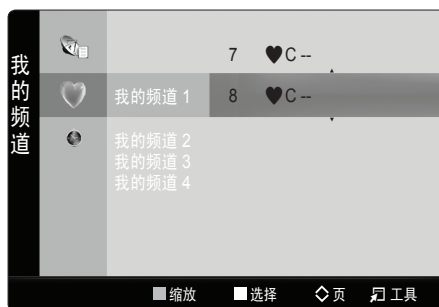 我的频道
7 ♥C --
我的频道 1 8 ♥C --
我的频道 2
我的频道 3
我的频道 4
缩放 选择 页 工具